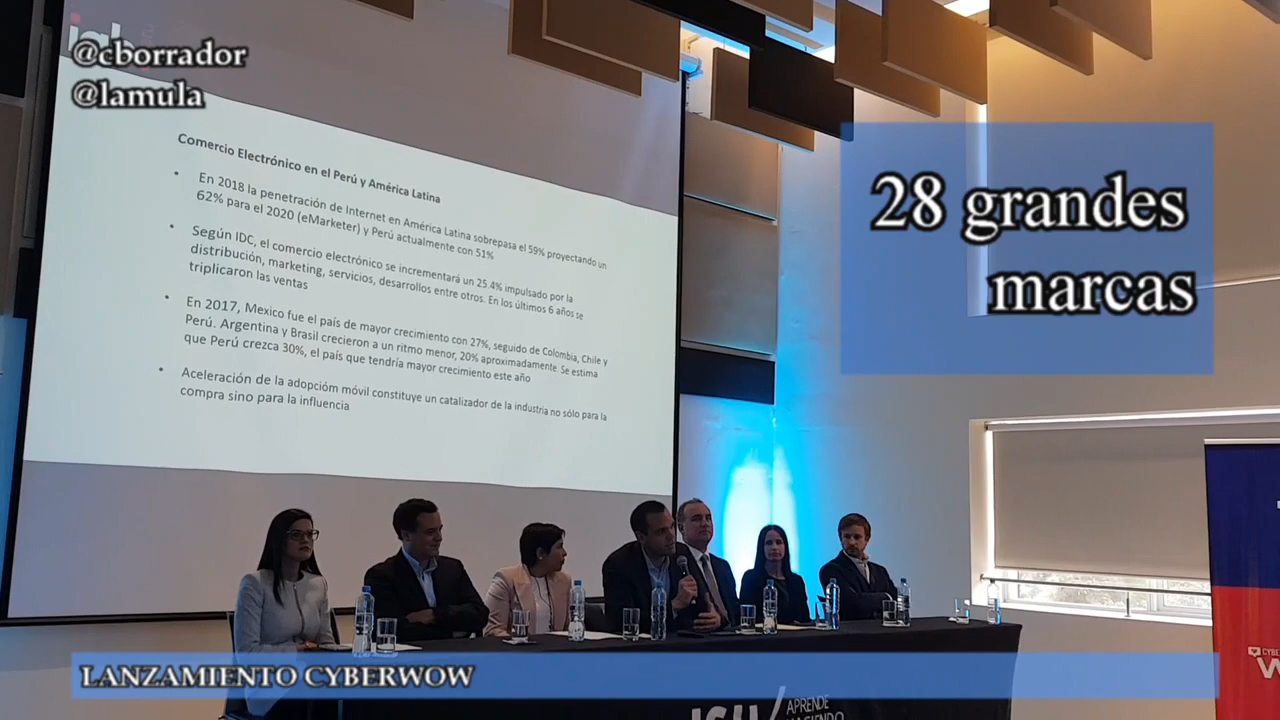 iab
@cborrador
@lamula
Comercio Electrónico en el Perú y América Latina
• En 2018 la penetración de Internet en América Latina sobrepasa el 59% proyectando un
62% para el 2020 (eMarketer) y Perú actualmente con 51%
• Según IDC, el comercio electrónico se incrementará un 25.4% impulsado por la
distribución, marketing, servicios, desarrollos entre otros. En los últimos 6 años se
triplicaron las ventas
• En 2017, Mexico fue el país de mayor crecimiento con 27%, seguido de Colombia, Chile y
Perú. Argentina y Brasil crecieron a un ritmo menor, 20% aproximadamente. Se estima
que Perú crezca 30%, el país que tendría mayor crecimiento este año
• Aceleración de la adopcióm móvil constituye un catalizador de la industria no sólo para la
compra sino para la influencia
28 grandes
marcas
CYBE
W
LANZAMIENTO CYBERWOW
APRENDE
HACIENDO